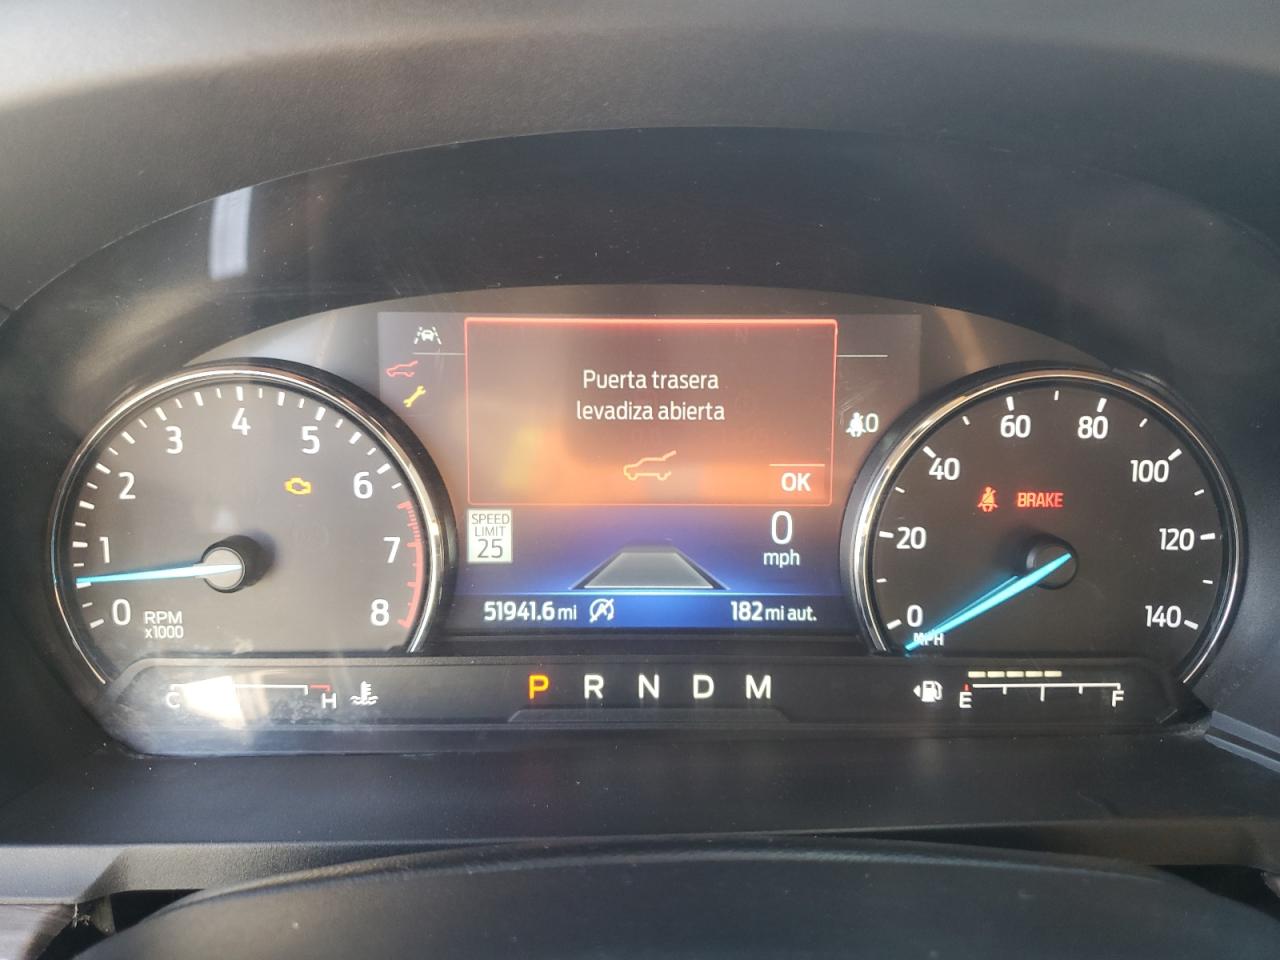 Puerta trasera
levadiza abierta
OK
0
1
2
3
4
5
6
7
8
RPM
x1000
SPEED
LIMIT
25
0
mph
51941.6 mi
182 mi aut.
0
20
40
60
80
100
120
140
MPH
BRAKE
C
H
P R N D M
E
F